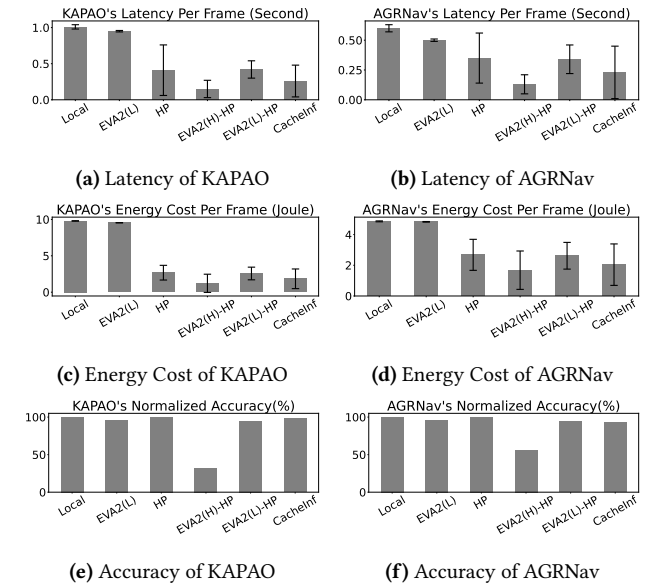 KAPAO's Latency Per Frame (Second)
1.0
0.5
0.0
Local
EVA2(L)
HP
EVA2(H)-HP
EVA2(L)-HP
CacheInf
(a) Latency of KAPAO
AGRNav's Latency Per Frame (Second)
0.50
0.25
0.00
Local
EVA2(L)
HP
EVA2(H)-HP
EVA2(L)-HP
CacheInf
(b) Latency of AGRNav
KAPAO's Energy Cost Per Frame (Joule)
10
5
0
Local
EVA2(L)
HP
EVA2(H)-HP
EVA2(L)-HP
CacheInf
(c) Energy Cost of KAPAO
AGRNav's Energy Cost Per Frame (Joule)
4
2
0
Local
EVA2(L)
HP
EVA2(H)-HP
EVA2(L)-HP
CacheInf
(d) Energy Cost of AGRNav
KAPAO's Normalized Accuracy(%)
100
50
0
Local
EVA2(L)
HP
EVA2(H)-HP
EVA2(L)-HP
CacheInf
(e) Accuracy of KAPAO
AGRNav's Normalized Accuracy(%)
100
50
0
Local
EVA2(L)
HP
EVA2(H)-HP
EVA2(L)-HP
CacheInf
(f) Accuracy of AGRNav